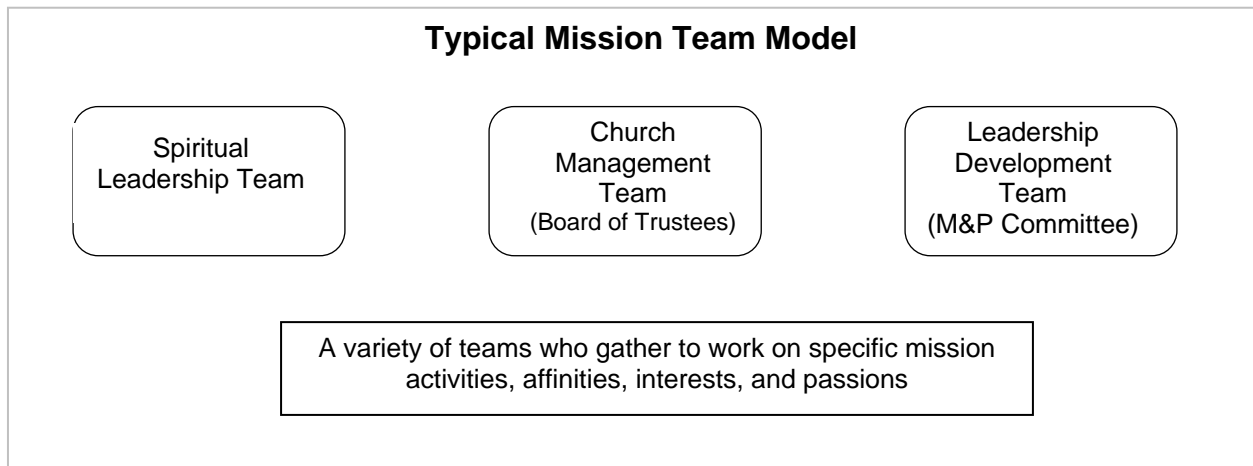 Typical Mission Team Model
Spiritual
Leadership Team
Church
Management
Team
(Board of Trustees)
Leadership
Development
Team
(M&P Committee)
A variety of teams who gather to work on specific mission
activities, affinities, interests, and passions